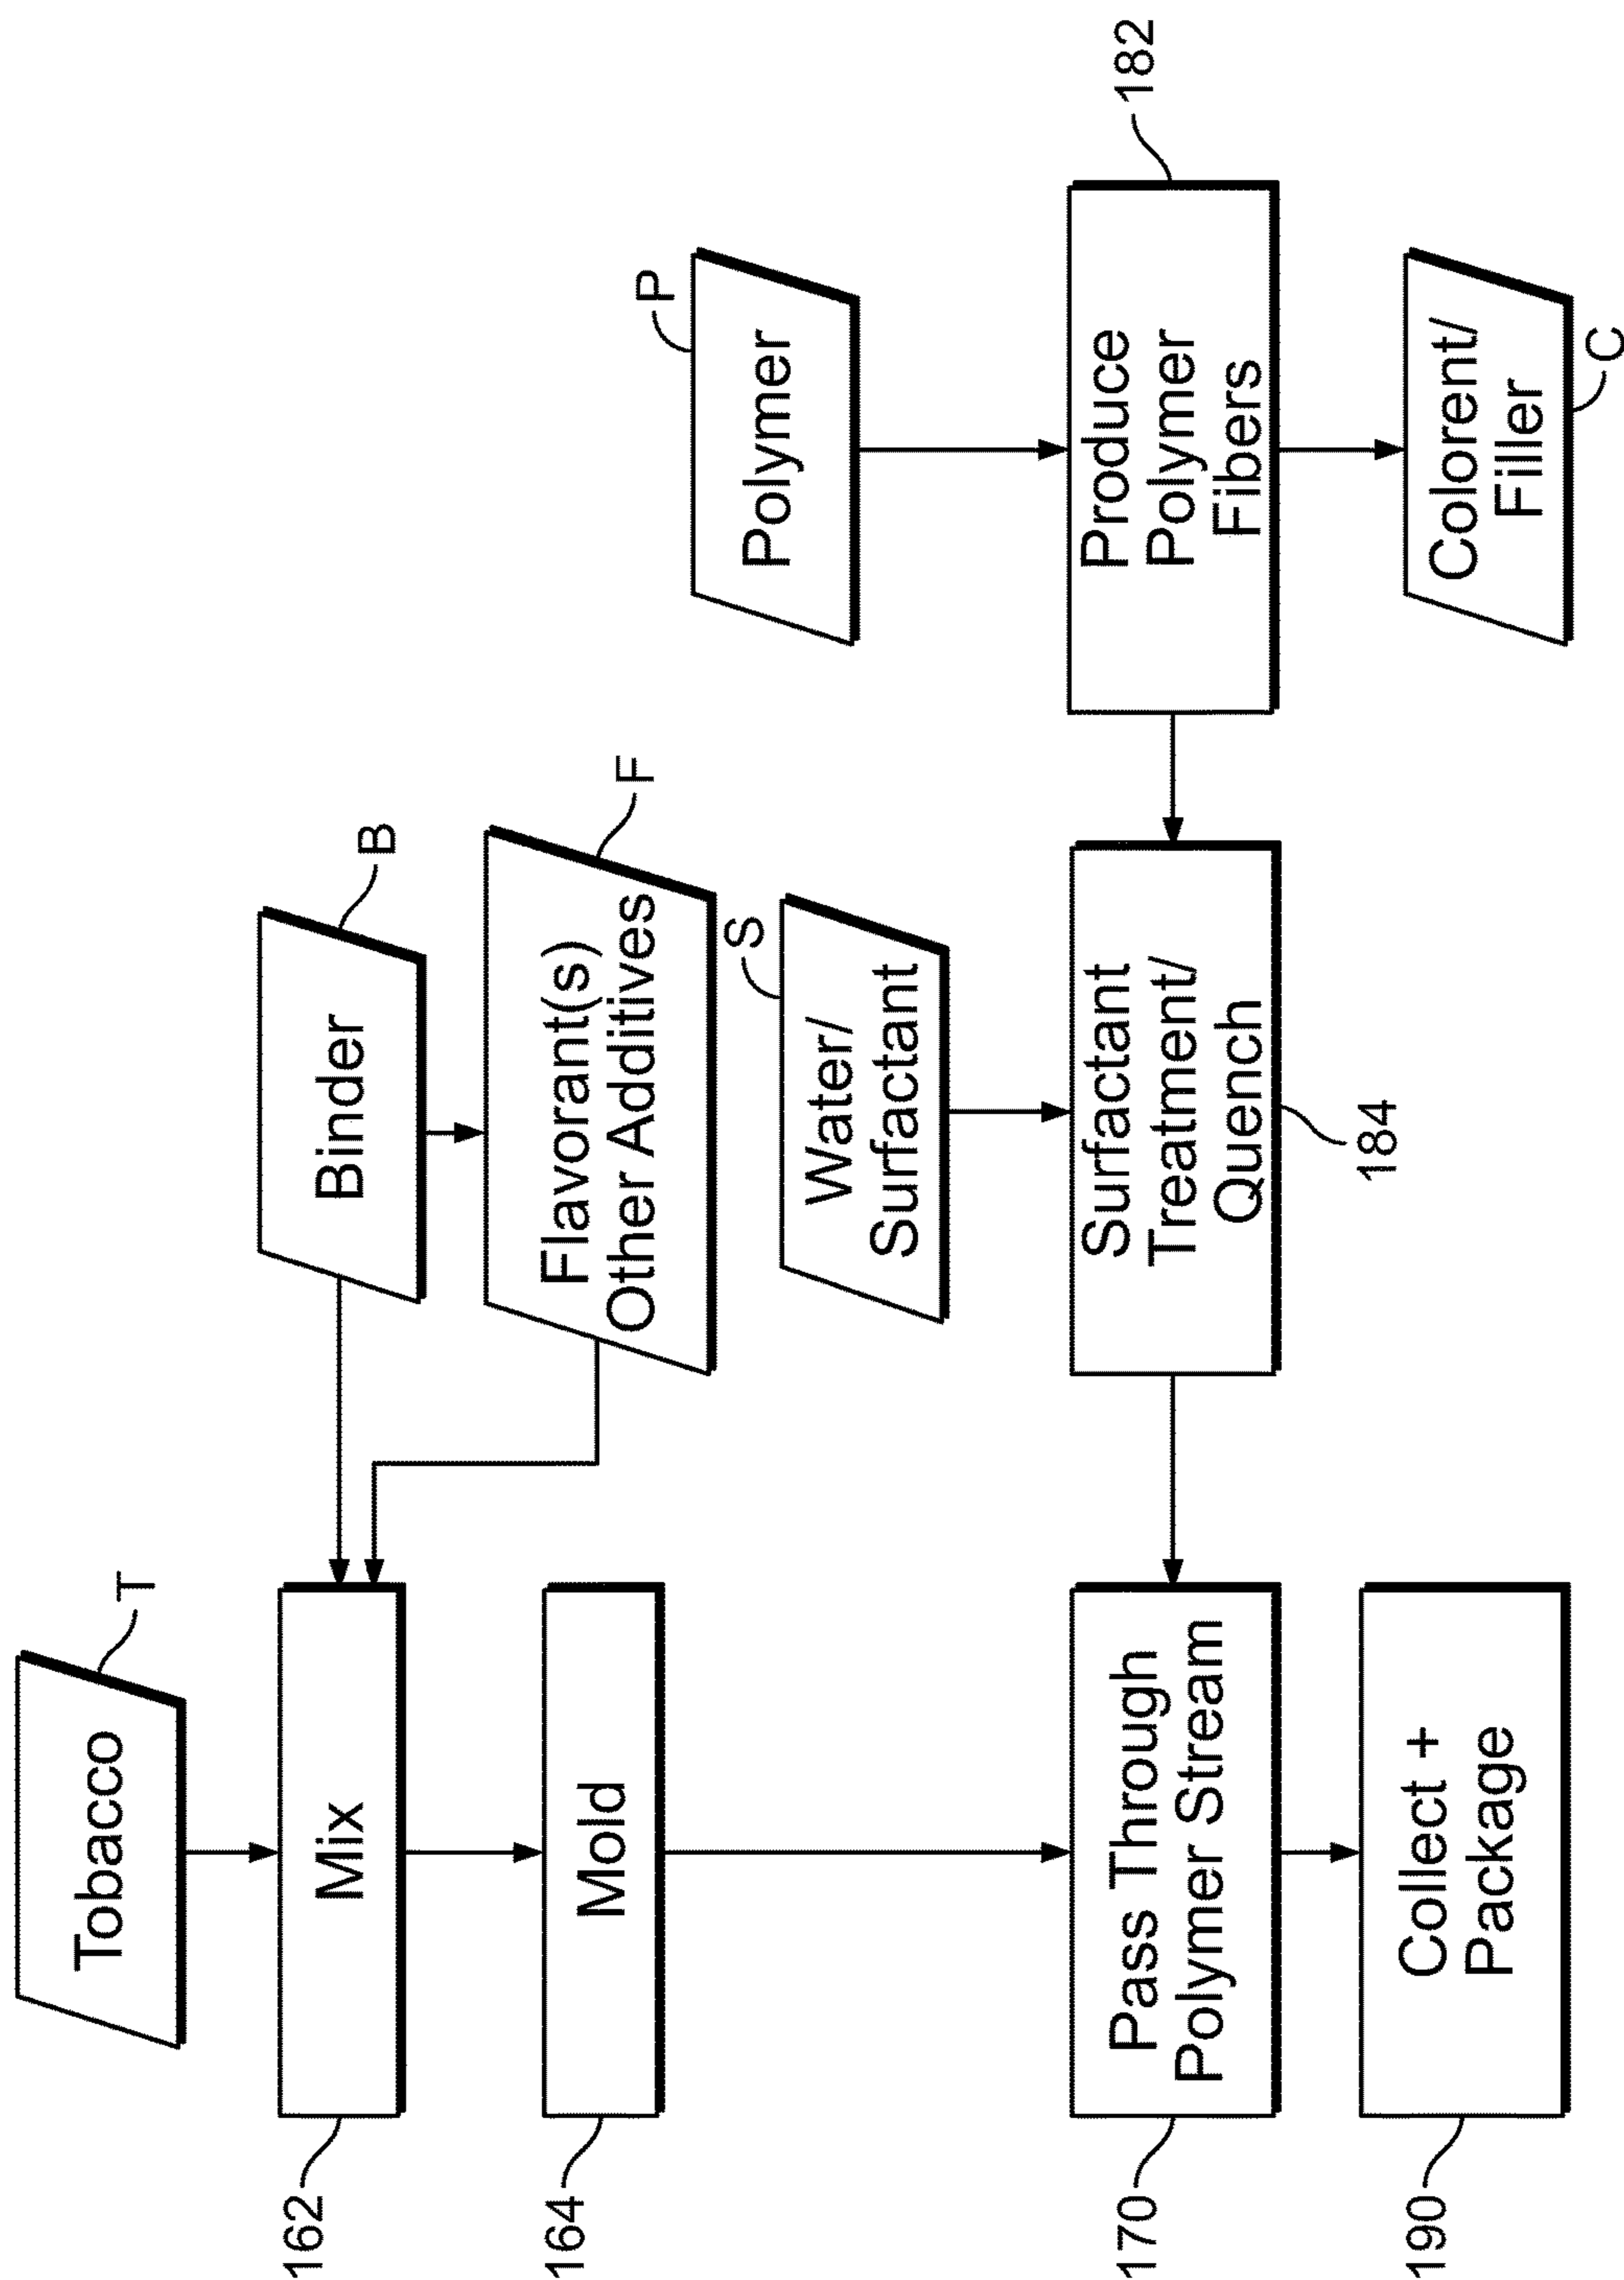 Tobacco
T
162
Mix
164
Mold
Binder
B
Flavorant(s)
Other Additives
F
Water/
Surfactant
S
Polymer
P
170
Pass Through
Polymer Stream
Surfactant
Treatment/
Quench
184
Produce
Polymer
Fibers
182
190
Collect +
Package
Colorent/
Filler
C